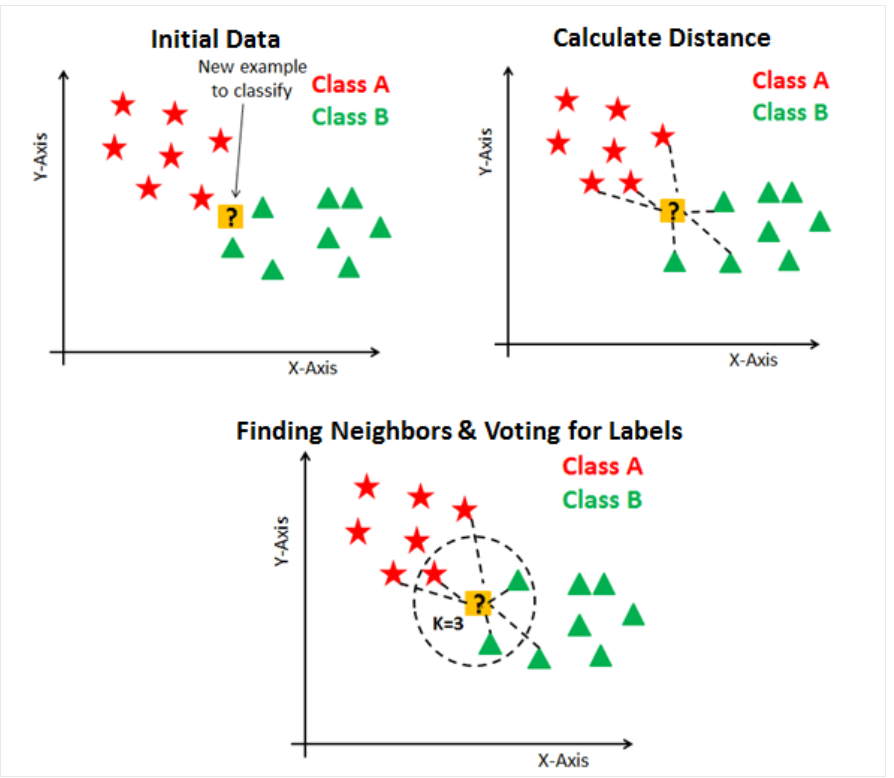 Initial Data
New example
to classify
Class A
Class B
Y-Axis
?
X-Axis
Calculate Distance
Class A
Class B
Y-Axis
?
X-Axis
Finding Neighbors & Voting for Labels
Class A
Class B
Y-Axis
?
K=3
X-Axis